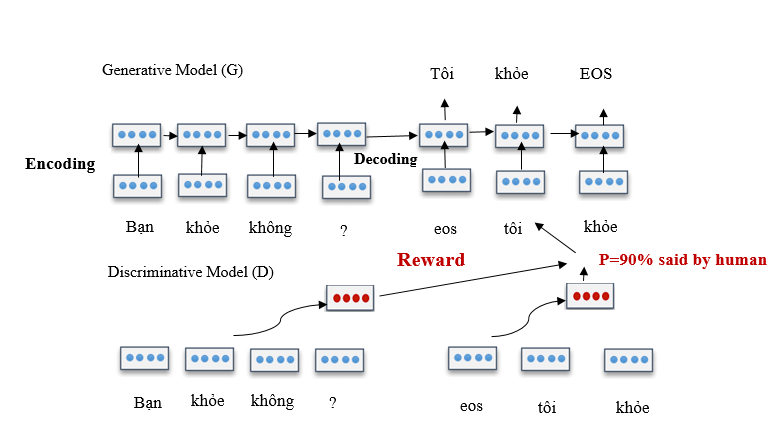 Generative Model (G)
Tôi khỏe EOS
Encoding
Decoding
Bạn khỏe không ? eos tôi khỏe
Reward
P=90% said by human
Discriminative Model (D)
Bạn khỏe không ? eos tôi khỏe